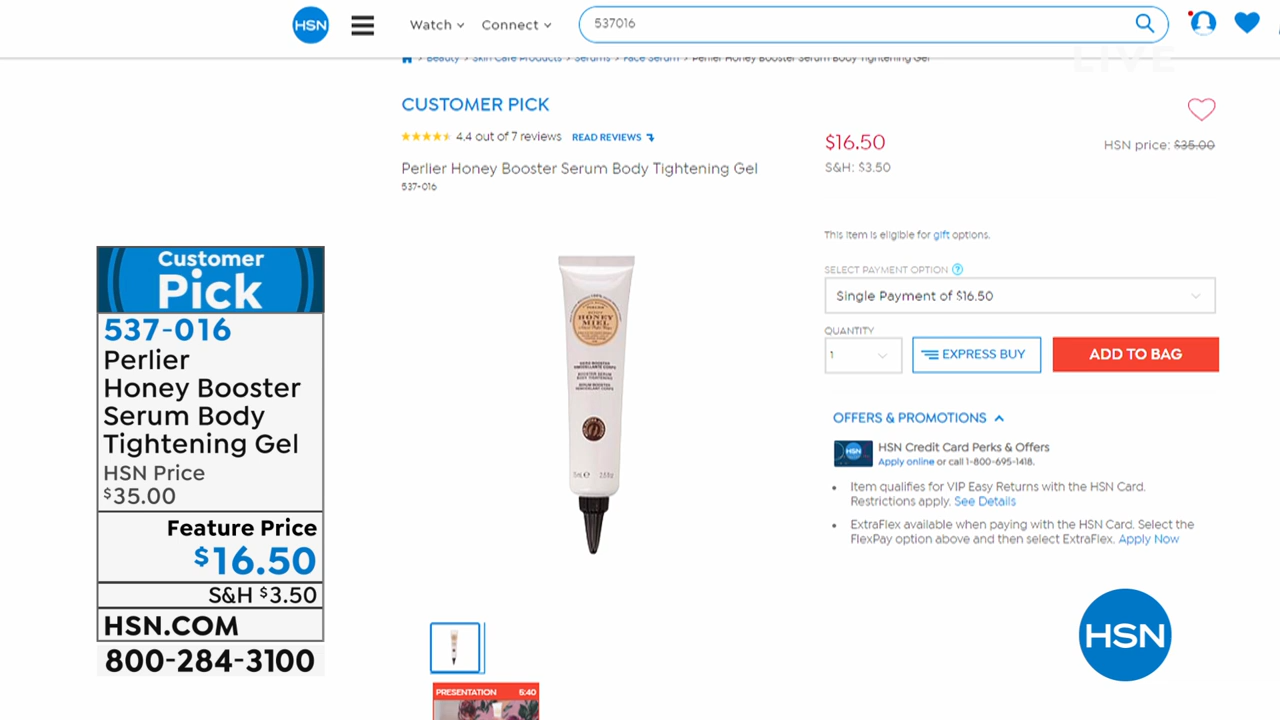 HSN
Watch
Connect
537016
LIVE
Beauty > Skin Care Products > Serums > Face Serum > Perlier Honey Booster Serum Body Tightening Gel
CUSTOMER PICK
4.4 out of 7 reviews READ REVIEWS
Perlier Honey Booster Serum Body Tightening Gel
537-016
$16.50
HSN price: $35.00
S&H: $3.50
This item is eligible for gift options.
SELECT PAYMENT OPTION ?
Single Payment of $16.50
QUANTITY
1
EXPRESS BUY
ADD TO BAG
OFFERS & PROMOTIONS
HSN
HSN Credit Card Perks & Offers
Apply online or call 1-800-695-1418.
• Item qualifies for VIP Easy Returns with the HSN Card.
Restrictions apply. See Details
• ExtraFlex available when paying with the HSN Card. Select the
FlexPay option above and then select ExtraFlex. Apply Now
Customer
Pick
537-016
Perlier
Honey Booster
Serum Body
Tightening Gel
HSN Price
$35.00
Feature Price
$16.50
S&H $3.50
HSN.COM
800-284-3100
HONEY
MIEL
PRESENTATION 5:40
HSN